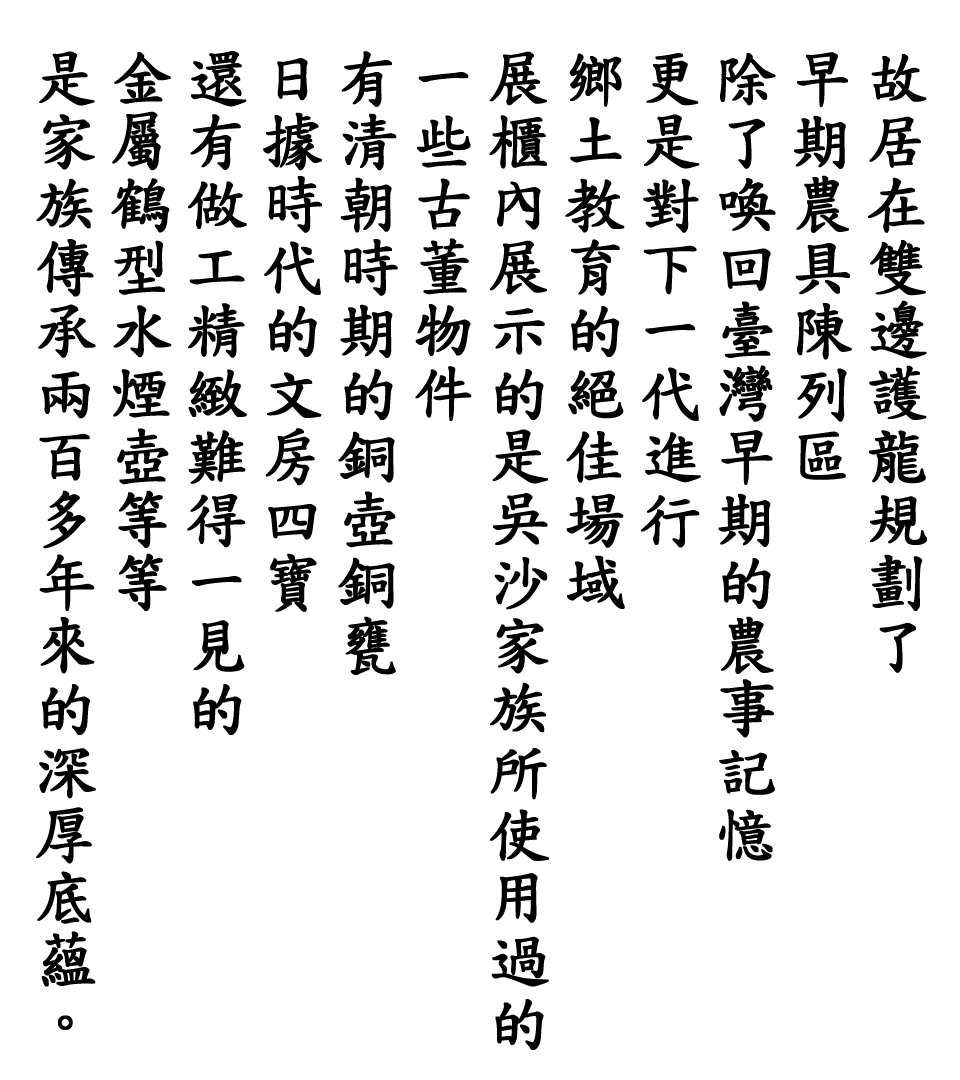 故居在雙邊護龍規劃了
早期農具陳列區
除了喚回臺灣早期的農事記憶
更是對下一代進行
鄉土教育的絕佳場域
展櫃內展示的是吳沙家族所使用過的
一些古董物件
有清朝時期的銅壺銅甕
日據時代的文房四寶
還有做工精緻難得一見的
金屬鶴型水煙壺等等
是家族傳承兩百多年來的深厚底蘊。